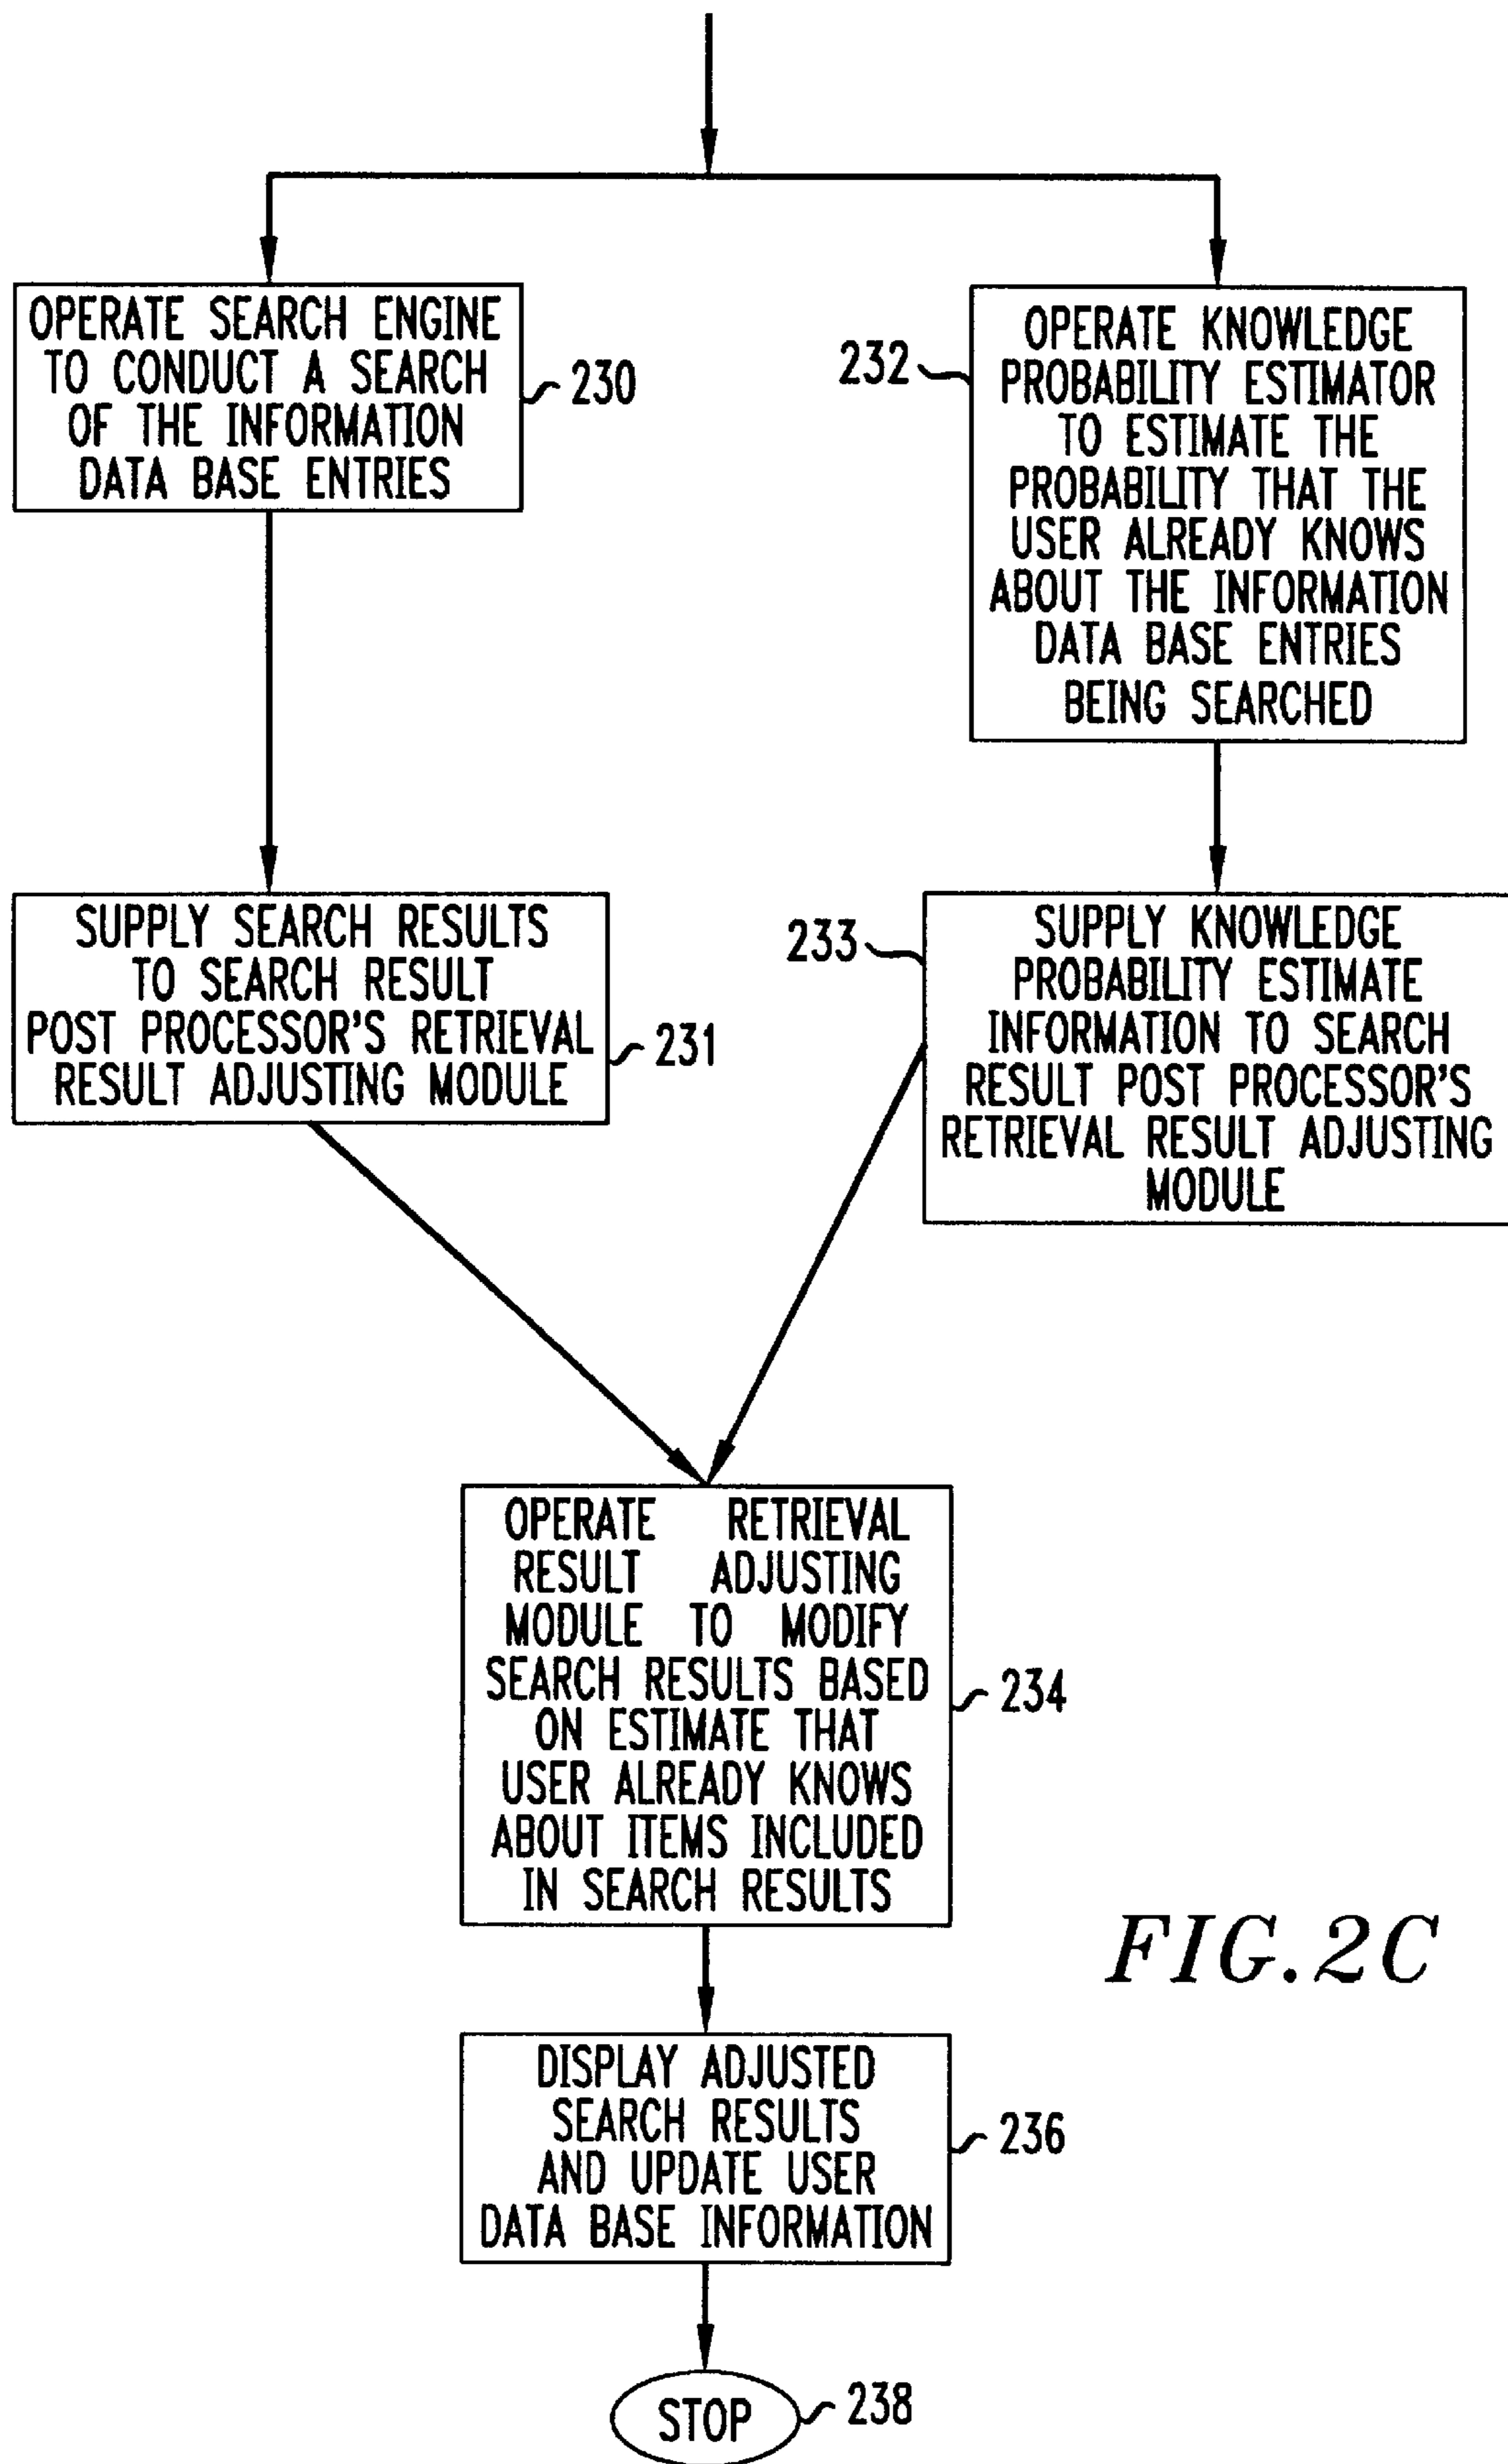 OPERATE SEARCH ENGINE
TO CONDUCT A SEARCH
OF THE INFORMATION
DATA BASE ENTRIES
230
232
OPERATE KNOWLEDGE
PROBABILITY ESTIMATOR
TO ESTIMATE THE
PROBABILITY THAT THE
USER ALREADY KNOWS
ABOUT THE INFORMATION
DATA BASE ENTRIES
BEING SEARCHED
SUPPLY SEARCH RESULTS
TO SEARCH RESULT
POST PROCESSOR'S RETRIEVAL
RESULT ADJUSTING MODULE
231
233
SUPPLY KNOWLEDGE
PROBABILITY ESTIMATE
INFORMATION TO SEARCH
RESULT POST PROCESSOR'S
RETRIEVAL RESULT ADJUSTING
MODULE
OPERATE RETRIEVAL
RESULT ADJUSTING
MODULE TO MODIFY
SEARCH RESULTS BASED
ON ESTIMATE THAT
USER ALREADY KNOWS
ABOUT ITEMS INCLUDED
IN SEARCH RESULTS
234
FIG.2C
DISPLAY ADJUSTED
SEARCH RESULTS
AND UPDATE USER
DATA BASE INFORMATION
236
STOP
238